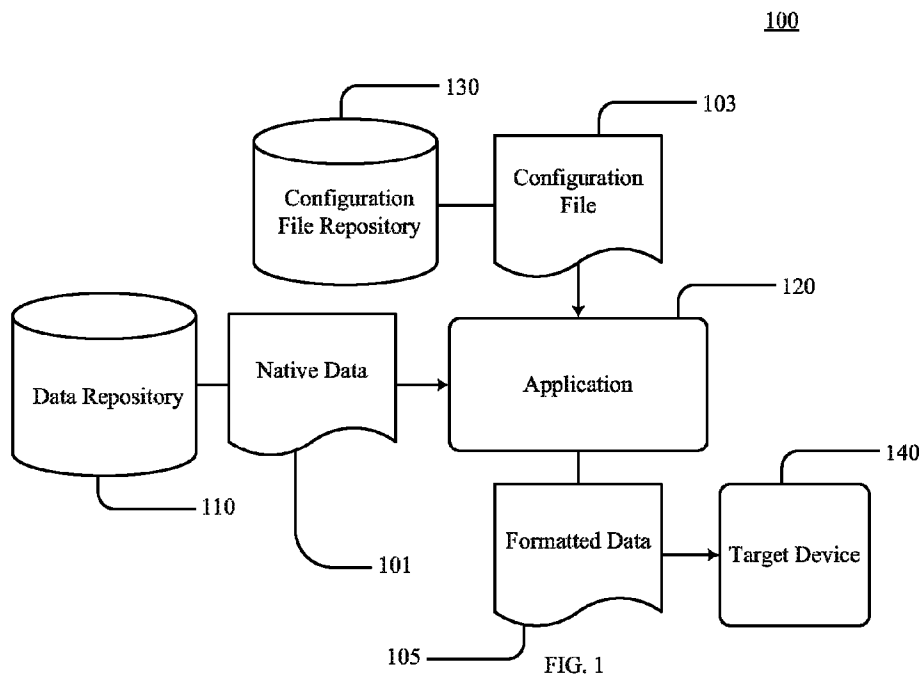 100
130
103
Configuration
File Repository
Configuration
File
120
Data Repository
Native Data
Application
110
101
140
Formatted Data
Target Device
105
FIG. 1